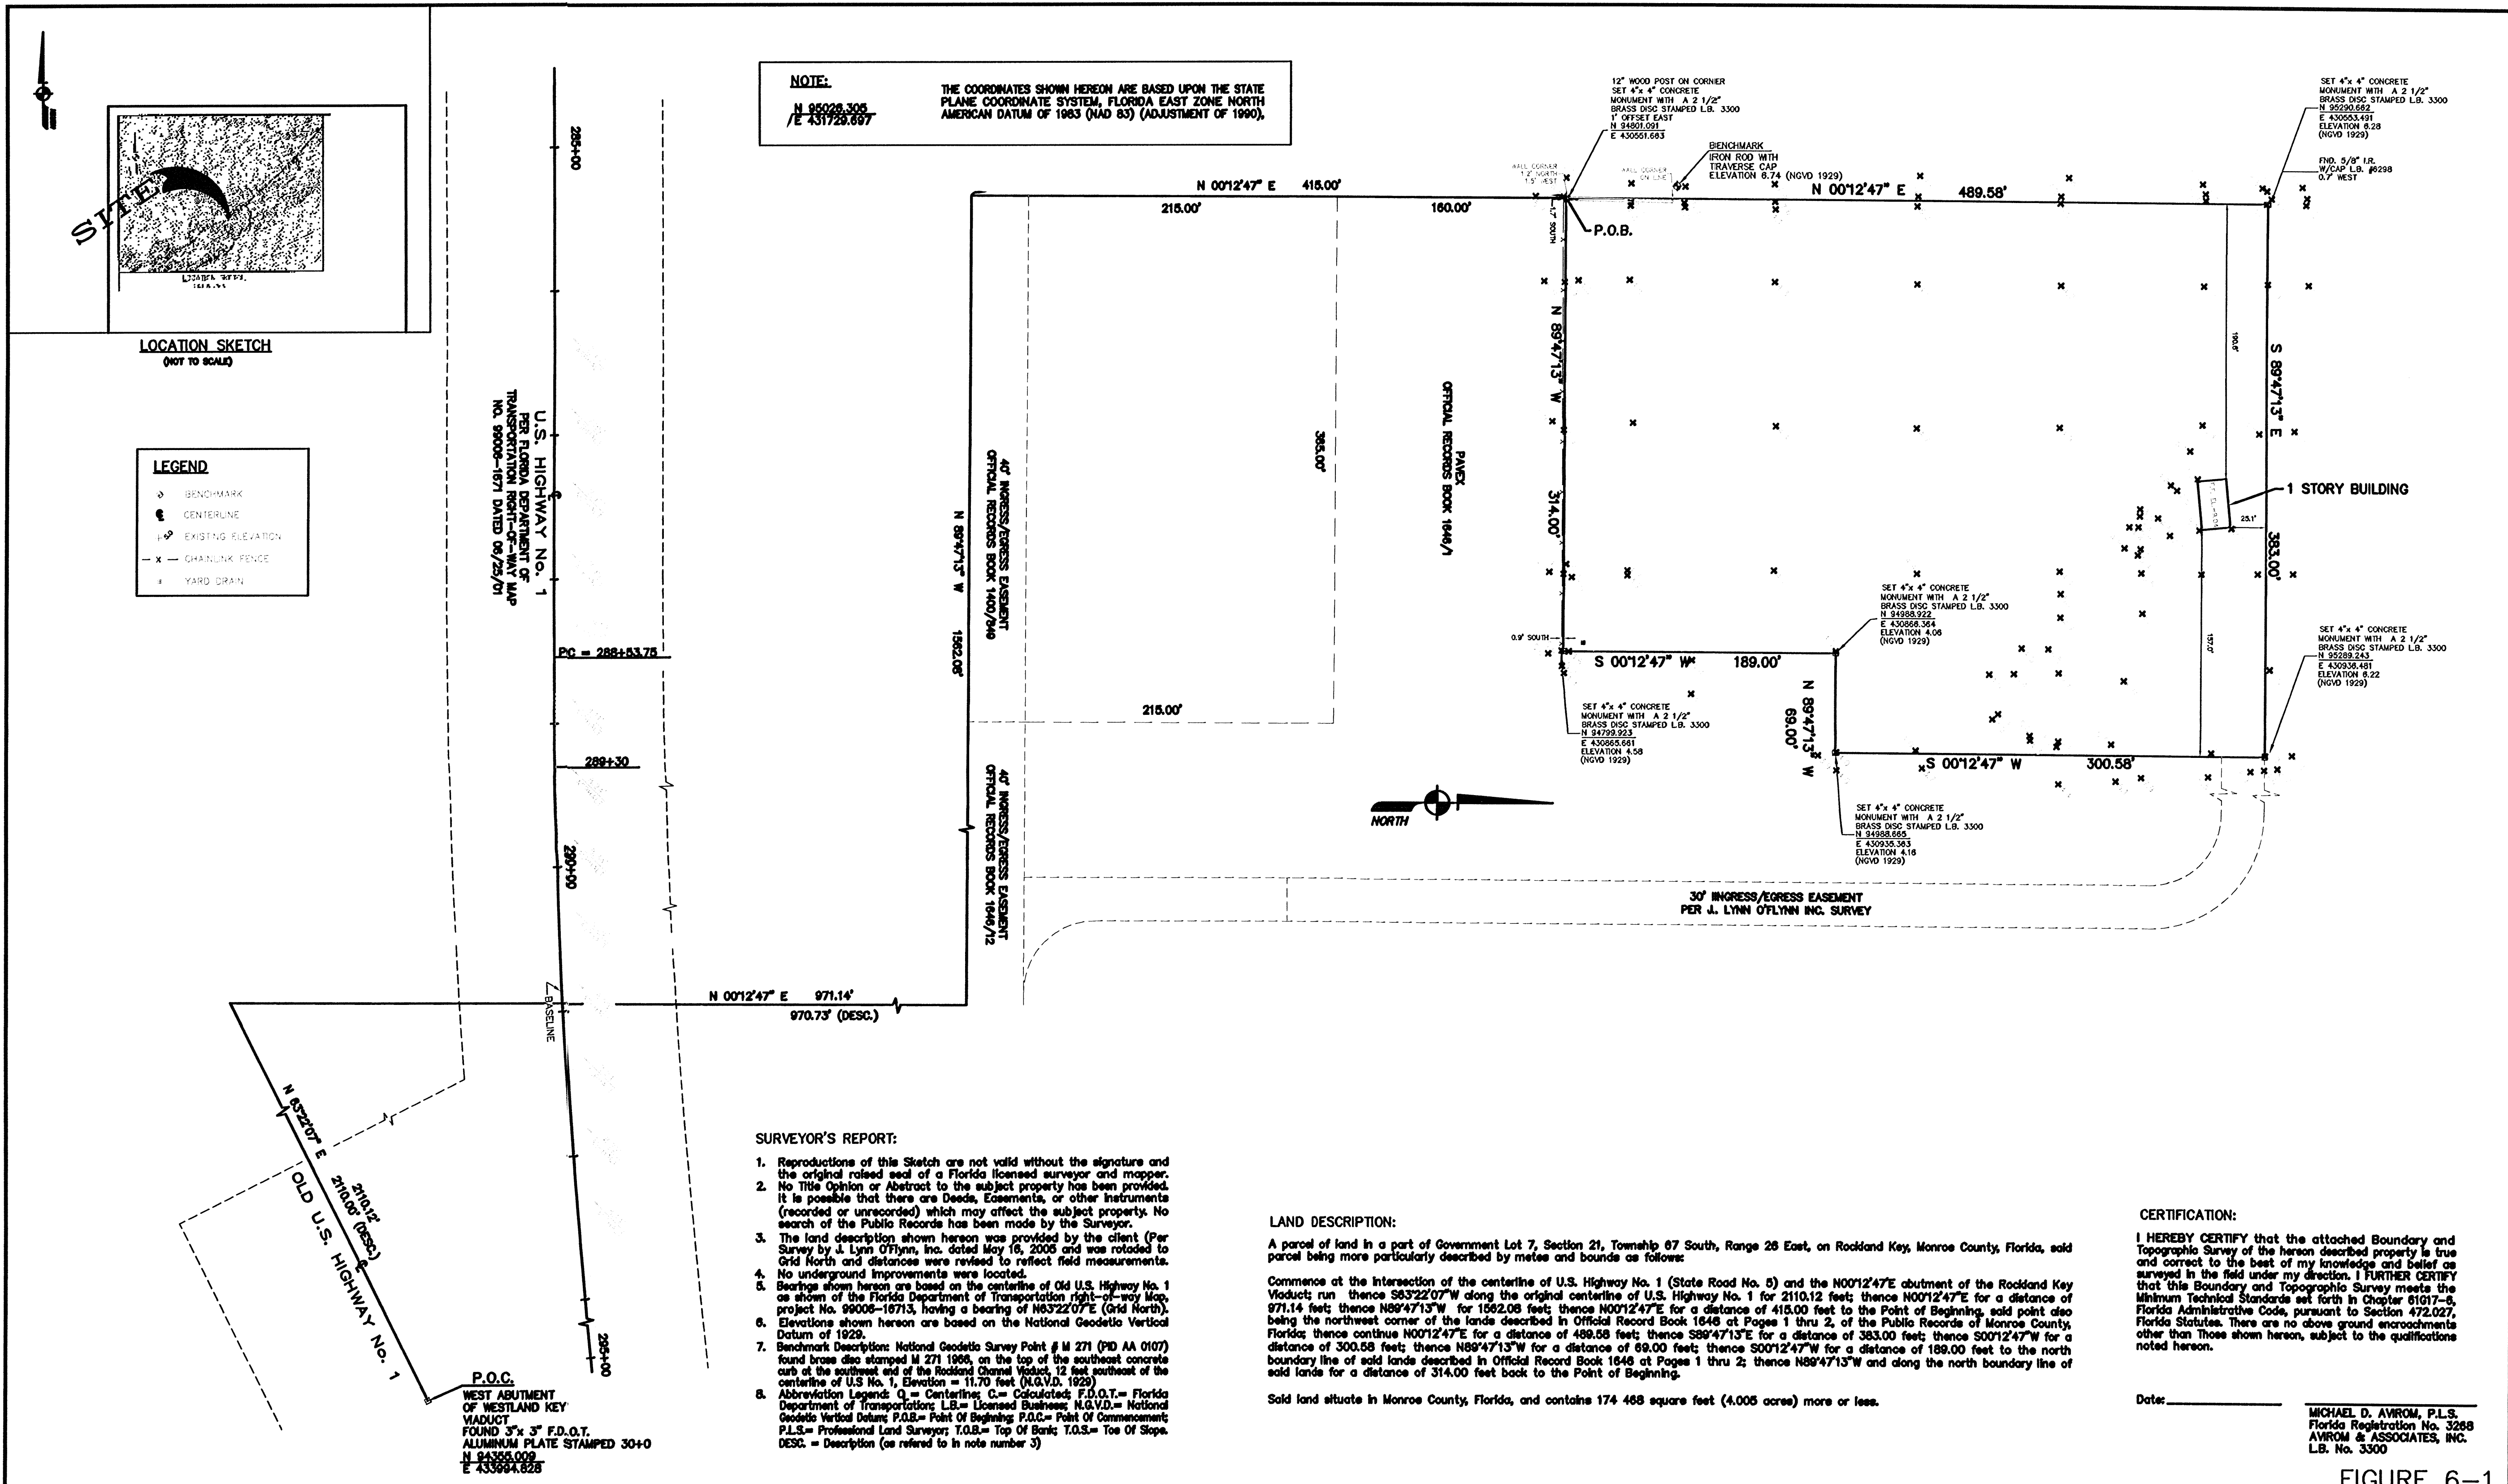 SITE
LOCATION SKETCH
(NOT TO SCALE)
LEGEND
BENCHMARK
CENTERLINE
EXISTING ELEVATION
CHAINLINK FENCE
YARD DRAIN
NOTE:
N 95026.305
E 431729.697
THE COORDINATES SHOWN HEREON ARE BASED UPON THE STATE
PLANE COORDINATE SYSTEM, FLORIDA EAST ZONE NORTH
AMERICAN DATUM OF 1983 (NAD 83) (ADJUSTMENT OF 1990),
285+00
U.S. HIGHWAY No. 1
PER FLORIDA DEPARTMENT OF
TRANSPORTATION RIGHT-OF-WAY MAP
NO. 99006-1671 DATED 06/25/01
PC = 288+53.75
289+30
290+00
BASELINE
295+00
N 00°12'47" E 415.00'
215.00'
160.00'
N 89°47'13" W 1562.08'
40' INGRESS/EGRESS EASEMENT
OFFICIAL RECORDS BOOK 1400/849
385.00'
215.00'
40' INGRESS/EGRESS EASEMENT
OFFICIAL RECORDS BOOK 1646/12
PAVEX
OFFICIAL RECORDS BOOK 1646/1
12" WOOD POST ON CORNER
SET 4"x 4" CONCRETE
MONUMENT WITH A 2 1/2"
BRASS DISC STAMPED L.B. 3300
1' OFFSET EAST
N 94801.091
E 430551.663
WALL CORNER
1.2' NORTH
1.5' WEST
WALL CORNER
ON LINE
BENCHMARK
IRON ROD WITH
TRAVERSE CAP
ELEVATION 6.74 (NGVD 1929)
N 00°12'47" E 489.58'
P.O.B.
1.7' SOUTH
SET 4"x 4" CONCRETE
MONUMENT WITH A 2 1/2"
BRASS DISC STAMPED L.B. 3300
N 95290.662
E 430553.491
ELEVATION 6.28
(NGVD 1929)
FND. 5/8" I.R.
W/CAP L.B. #6298
0.7' WEST
N 89°47'13" W
314.00'
190.6'
S 89°47'13" E
383.00'
1 STORY BUILDING
25.1'
157.0'
0.9' SOUTH
S 00°12'47" W 189.00'
SET 4"x 4" CONCRETE
MONUMENT WITH A 2 1/2"
BRASS DISC STAMPED L.B. 3300
N 94988.922
E 430866.364
ELEVATION 4.06
(NGVD 1929)
N 89°47'13" W
69.00'
S 00°12'47" W 300.58'
SET 4"x 4" CONCRETE
MONUMENT WITH A 2 1/2"
BRASS DISC STAMPED L.B. 3300
N 95289.243
E 430936.481
ELEVATION 6.22
(NGVD 1929)
SET 4"x 4" CONCRETE
MONUMENT WITH A 2 1/2"
BRASS DISC STAMPED L.B. 3300
N 94799.923
E 430865.661
ELEVATION 4.58
(NGVD 1929)
SET 4"x 4" CONCRETE
MONUMENT WITH A 2 1/2"
BRASS DISC STAMPED L.B. 3300
N 94988.665
E 430935.363
ELEVATION 4.16
(NGVD 1929)
NORTH
30' IINGRESS/EGRESS EASEMENT
PER J. LYNN O'FLYNN INC. SURVEY
N 00°12'47" E 971.14'
970.73' (DESC.)
N 63°22'07" E
2110.12'
2110.00' (DESC.)
OLD U.S. HIGHWAY No. 1
P.O.C.
WEST ABUTMENT
OF WESTLAND KEY
VIADUCT
FOUND 3"x 3" F.D.O.T.
ALUMINUM PLATE STAMPED 30+0
N 94355.009
E 433994.828
SURVEYOR'S REPORT:
1. Reproductions of this Sketch are not valid without the signature and
the original raised seal of a Florida licensed surveyor and mapper.
2. No Title Opinion or Abstract to the subject property has been provided.
It is possible that there are Deeds, Easements, or other instruments
(recorded or unrecorded) which may affect the subject property. No
search of the Public Records has been made by the Surveyor.
3. The land description shown hereon was provided by the client (Per
Survey by J. Lynn O'Flynn, Inc. dated May 16, 2005 and was rotaded to
Grid North and distances were revised to reflect field measurements.
4. No underground improvements were located.
5. Bearings shown hereon are based on the centerline of Old U.S. Highway No. 1
as shown of the Florida Department of Transportation right-of-way Map,
project No. 99006-16713, having a bearing of N63°22'07"E (Grid North).
6. Elevations shown hereon are based on the National Geodetic Vertical
Datum of 1929.
7. Benchmark Description: National Geodetic Survey Point # M 271 (PID AA 0107)
found brass disc stamped M 271 1966, on the top of the southeast concrete
curb at the southwest end of the Rockland Channel Viaduct, 12 feet southeast of the
centerline of U.S No. 1, Elevation = 11.70 feet (N.G.V.D. 1929)
8. Abbreviation Legend: Q = Centerline; C.= Calculated; F.D.O.T.= Florida
Department of Transportation; L.B.= Licensed Business; N.G.V.D.= National
Geodetic Vertical Datum; P.O.B.= Point Of Beginning; P.O.C.= Point Of Commencement;
P.L.S.= Professional Land Surveyor; T.O.B.= Top Of Bank; T.O.S.= Toe Of Slope.
DESC. = Description (as refered to in note number 3)
LAND DESCRIPTION:
A parcel of land in a part of Government Lot 7, Section 21, Township 67 South, Range 26 East, on Rockland Key, Monroe County, Florida, said
parcel being more particularly described by metes and bounds as follows:
Commence at the intersection of the centerline of U.S. Highway No. 1 (State Road No. 5) and the N00°12'47"E abutment of the Rockland Key
Viaduct; run thence S63°22'07"W along the original centerline of U.S. Highway No. 1 for 2110.12 feet; thence N00°12'47"E for a distance of
971.14 feet; thence N89°47'13"W for 1562.08 feet; thence N00°12'47"E for a distance of 415.00 feet to the Point of Beginning, said point also
being the northwest corner of the lands described in Official Record Book 1646 at Pages 1 thru 2, of the Public Records of Monroe County,
Florida; thence continue N00°12'47"E for a distance of 489.58 feet; thence S89°47'13"E for a distance of 383.00 feet; thence S00°12'47"W for a
distance of 300.58 feet; thence N89°47'13"W for a distance of 69.00 feet; thence S00°12'47"W for a distance of 189.00 feet to the north
boundary line of said lands described in Official Record Book 1646 at Pages 1 thru 2; thence N89°47'13"W and along the north boundary line of
said lands for a distance of 314.00 feet back to the Point of Beginning.
Said land situate in Monroe County, Florida, and contains 174 468 square feet (4.005 acres) more or less.
CERTIFICATION:
I HEREBY CERTIFY that the attached Boundary and
Topographic Survey of the hereon described property is true
and correct to the best of my knowledge and belief as
surveyed in the field under my direction. I FURTHER CERTIFY
that this Boundary and Topographic Survey meets the
Minimum Technical Standards set forth in Chapter 61G17-6,
Florida Administrative Code, pursuant to Section 472.027,
Florida Statutes. There are no above ground encroachments
other than Those shown hereon, subject to the qualifications
noted hereon.
Date:
MICHAEL D. AVIROM, P.L.S.
Florida Registration No. 3268
AVIROM & ASSOCIATES, INC.
L.B. No. 3300
FIGURE 6-1